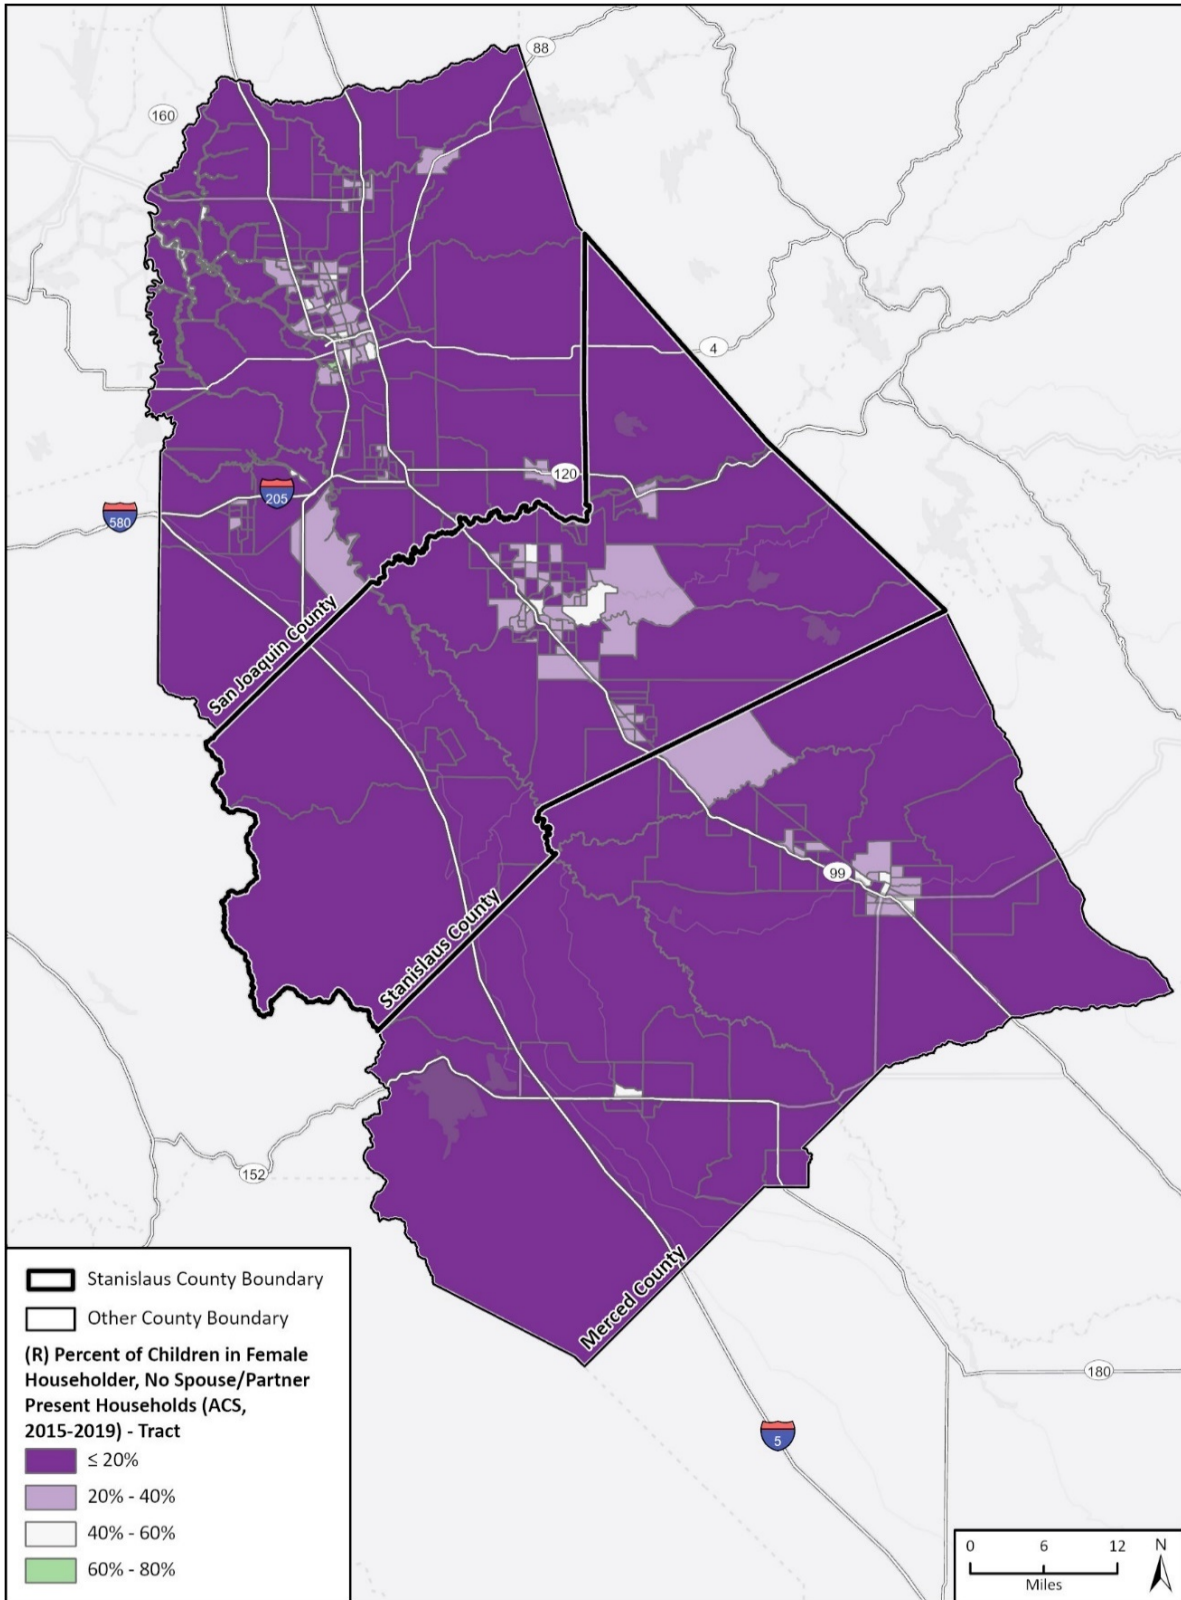 88
160
4
120
205
580
San Joaquin County
99
Stanislaus County
152
Merced County
180
5
Stanislaus County Boundary
Other County Boundary
(R) Percent of Children in Female
Householder, No Spouse/Partner
Present Households (ACS,
2015-2019) - Tract
≤ 20%
20% - 40%
40% - 60%
60% - 80%
0 6 12
Miles
N